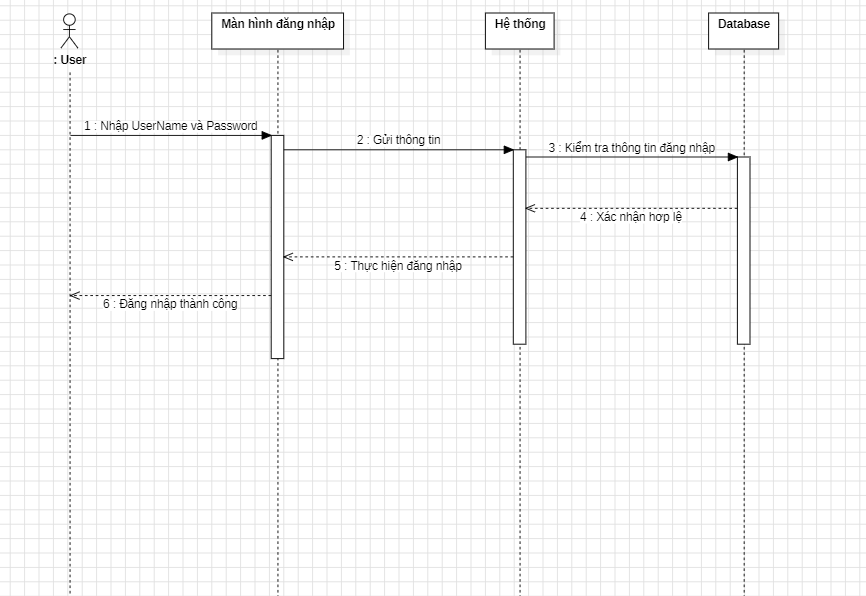 Màn hình đăng nhập
Hệ thống
Database
: User
1 : Nhập UserName và Password
2 : Gửi thông tin
3 : Kiểm tra thông tin đăng nhập
4 : Xác nhận hơp lệ
5 : Thực hiện đăng nhập
6 : Đăng nhập thành công